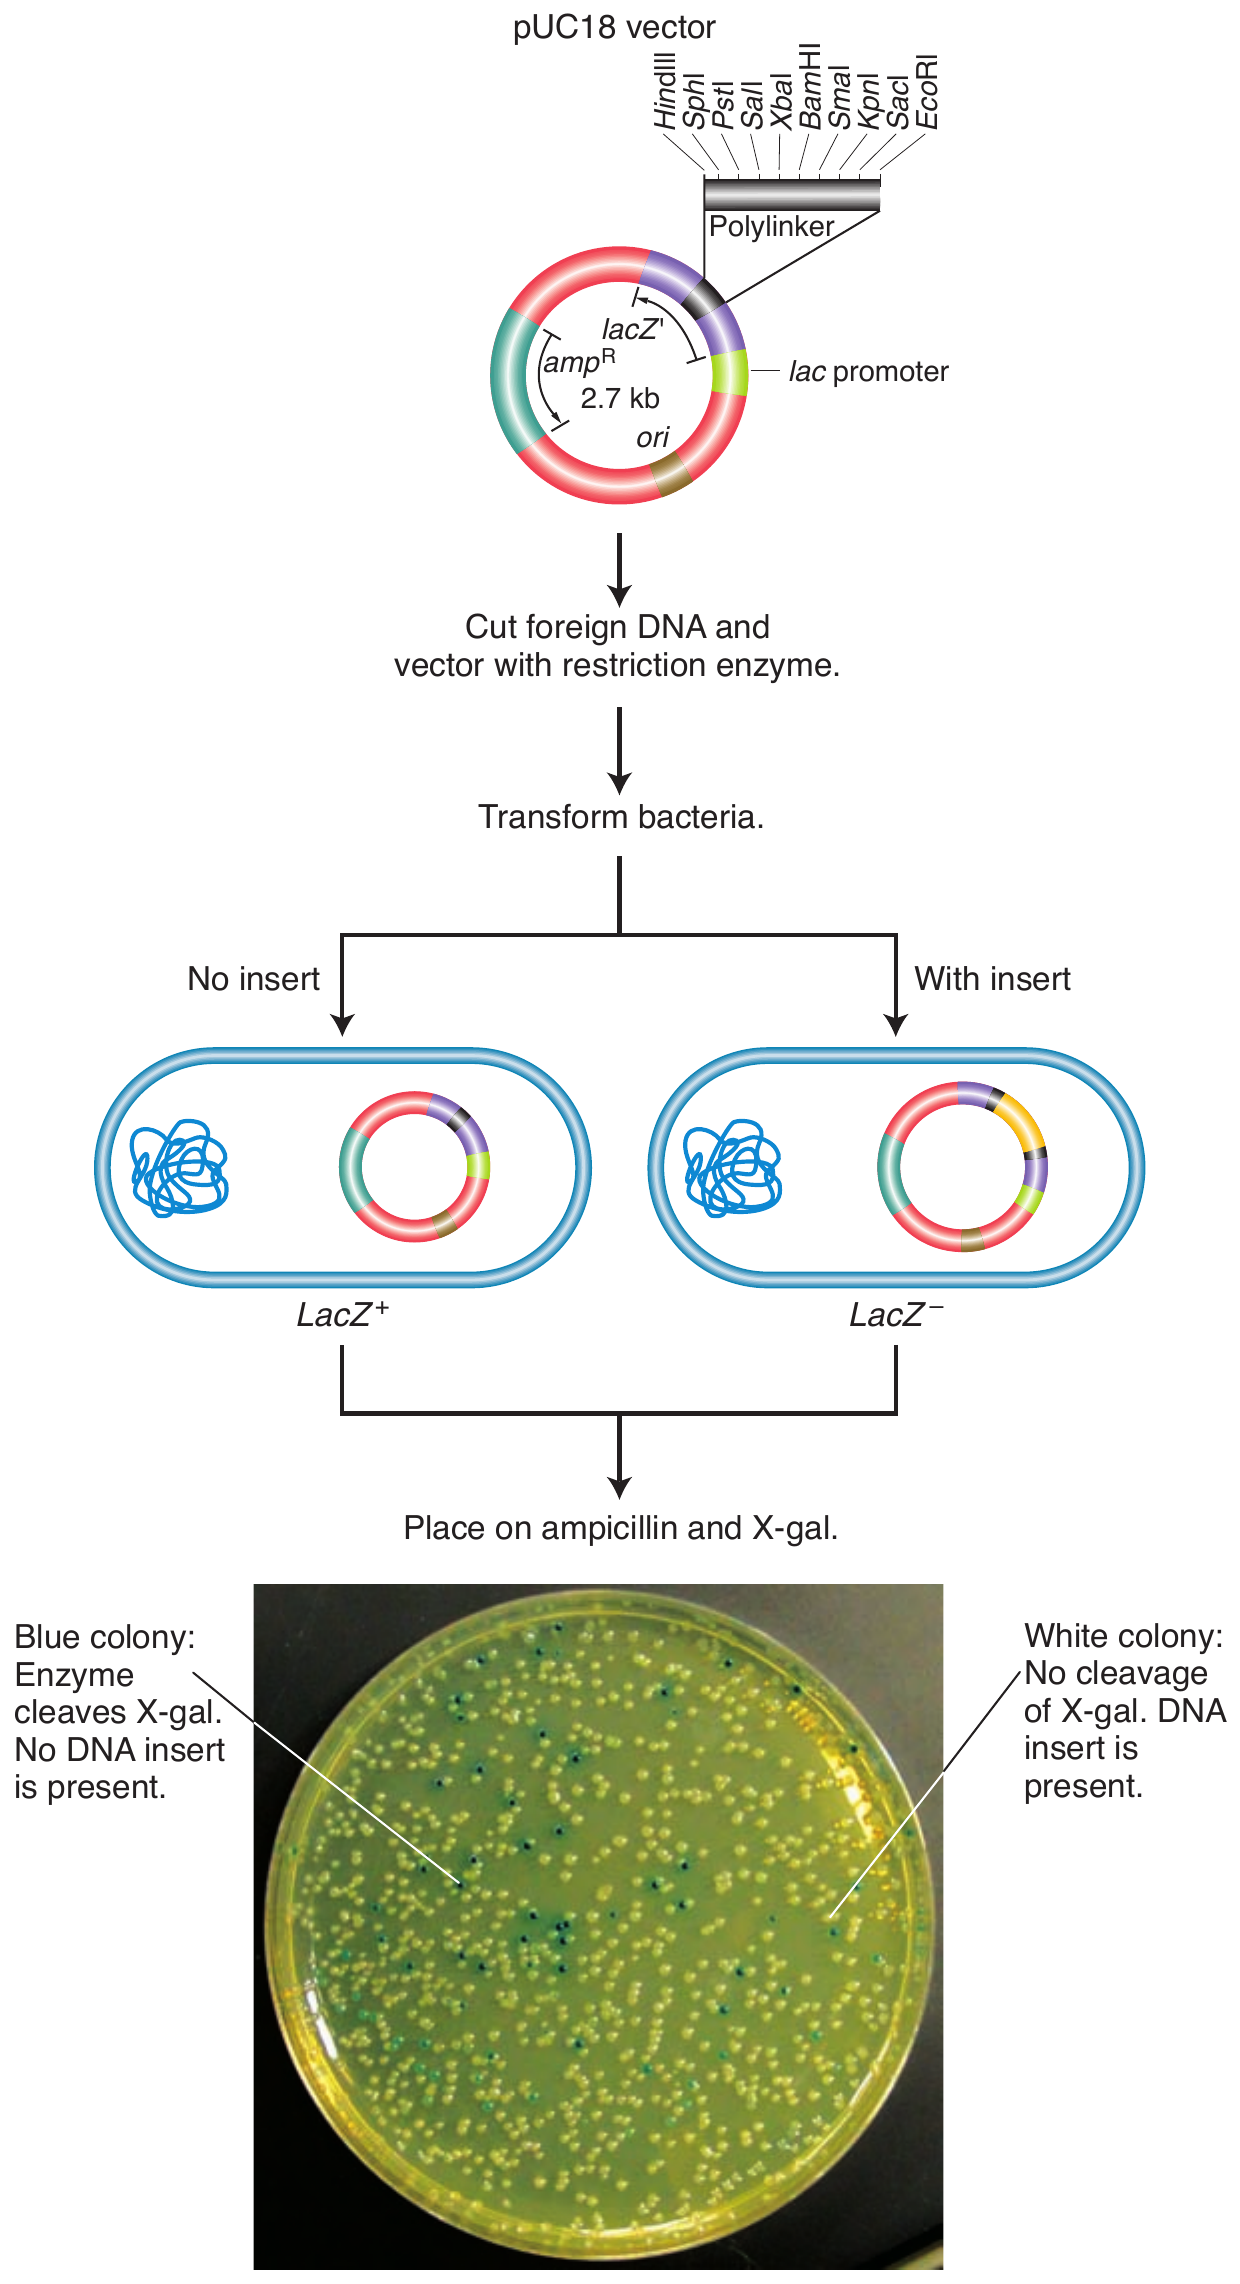 pUC18 vector
HindIII
SphI
PstI
SalI
XbaI
BamHI
SmaI
KpnI
SacI
EcoRI
Polylinker
lacZ'
ampR
2.7 kb
ori
lac promoter
Cut foreign DNA and
vector with restriction enzyme.
Transform bacteria.
No insert
With insert
LacZ+
LacZ−
Place on ampicillin and X-gal.
Blue colony:
Enzyme
cleaves X-gal.
No DNA insert
is present.
White colony:
No cleavage
of X-gal. DNA
insert is
present.